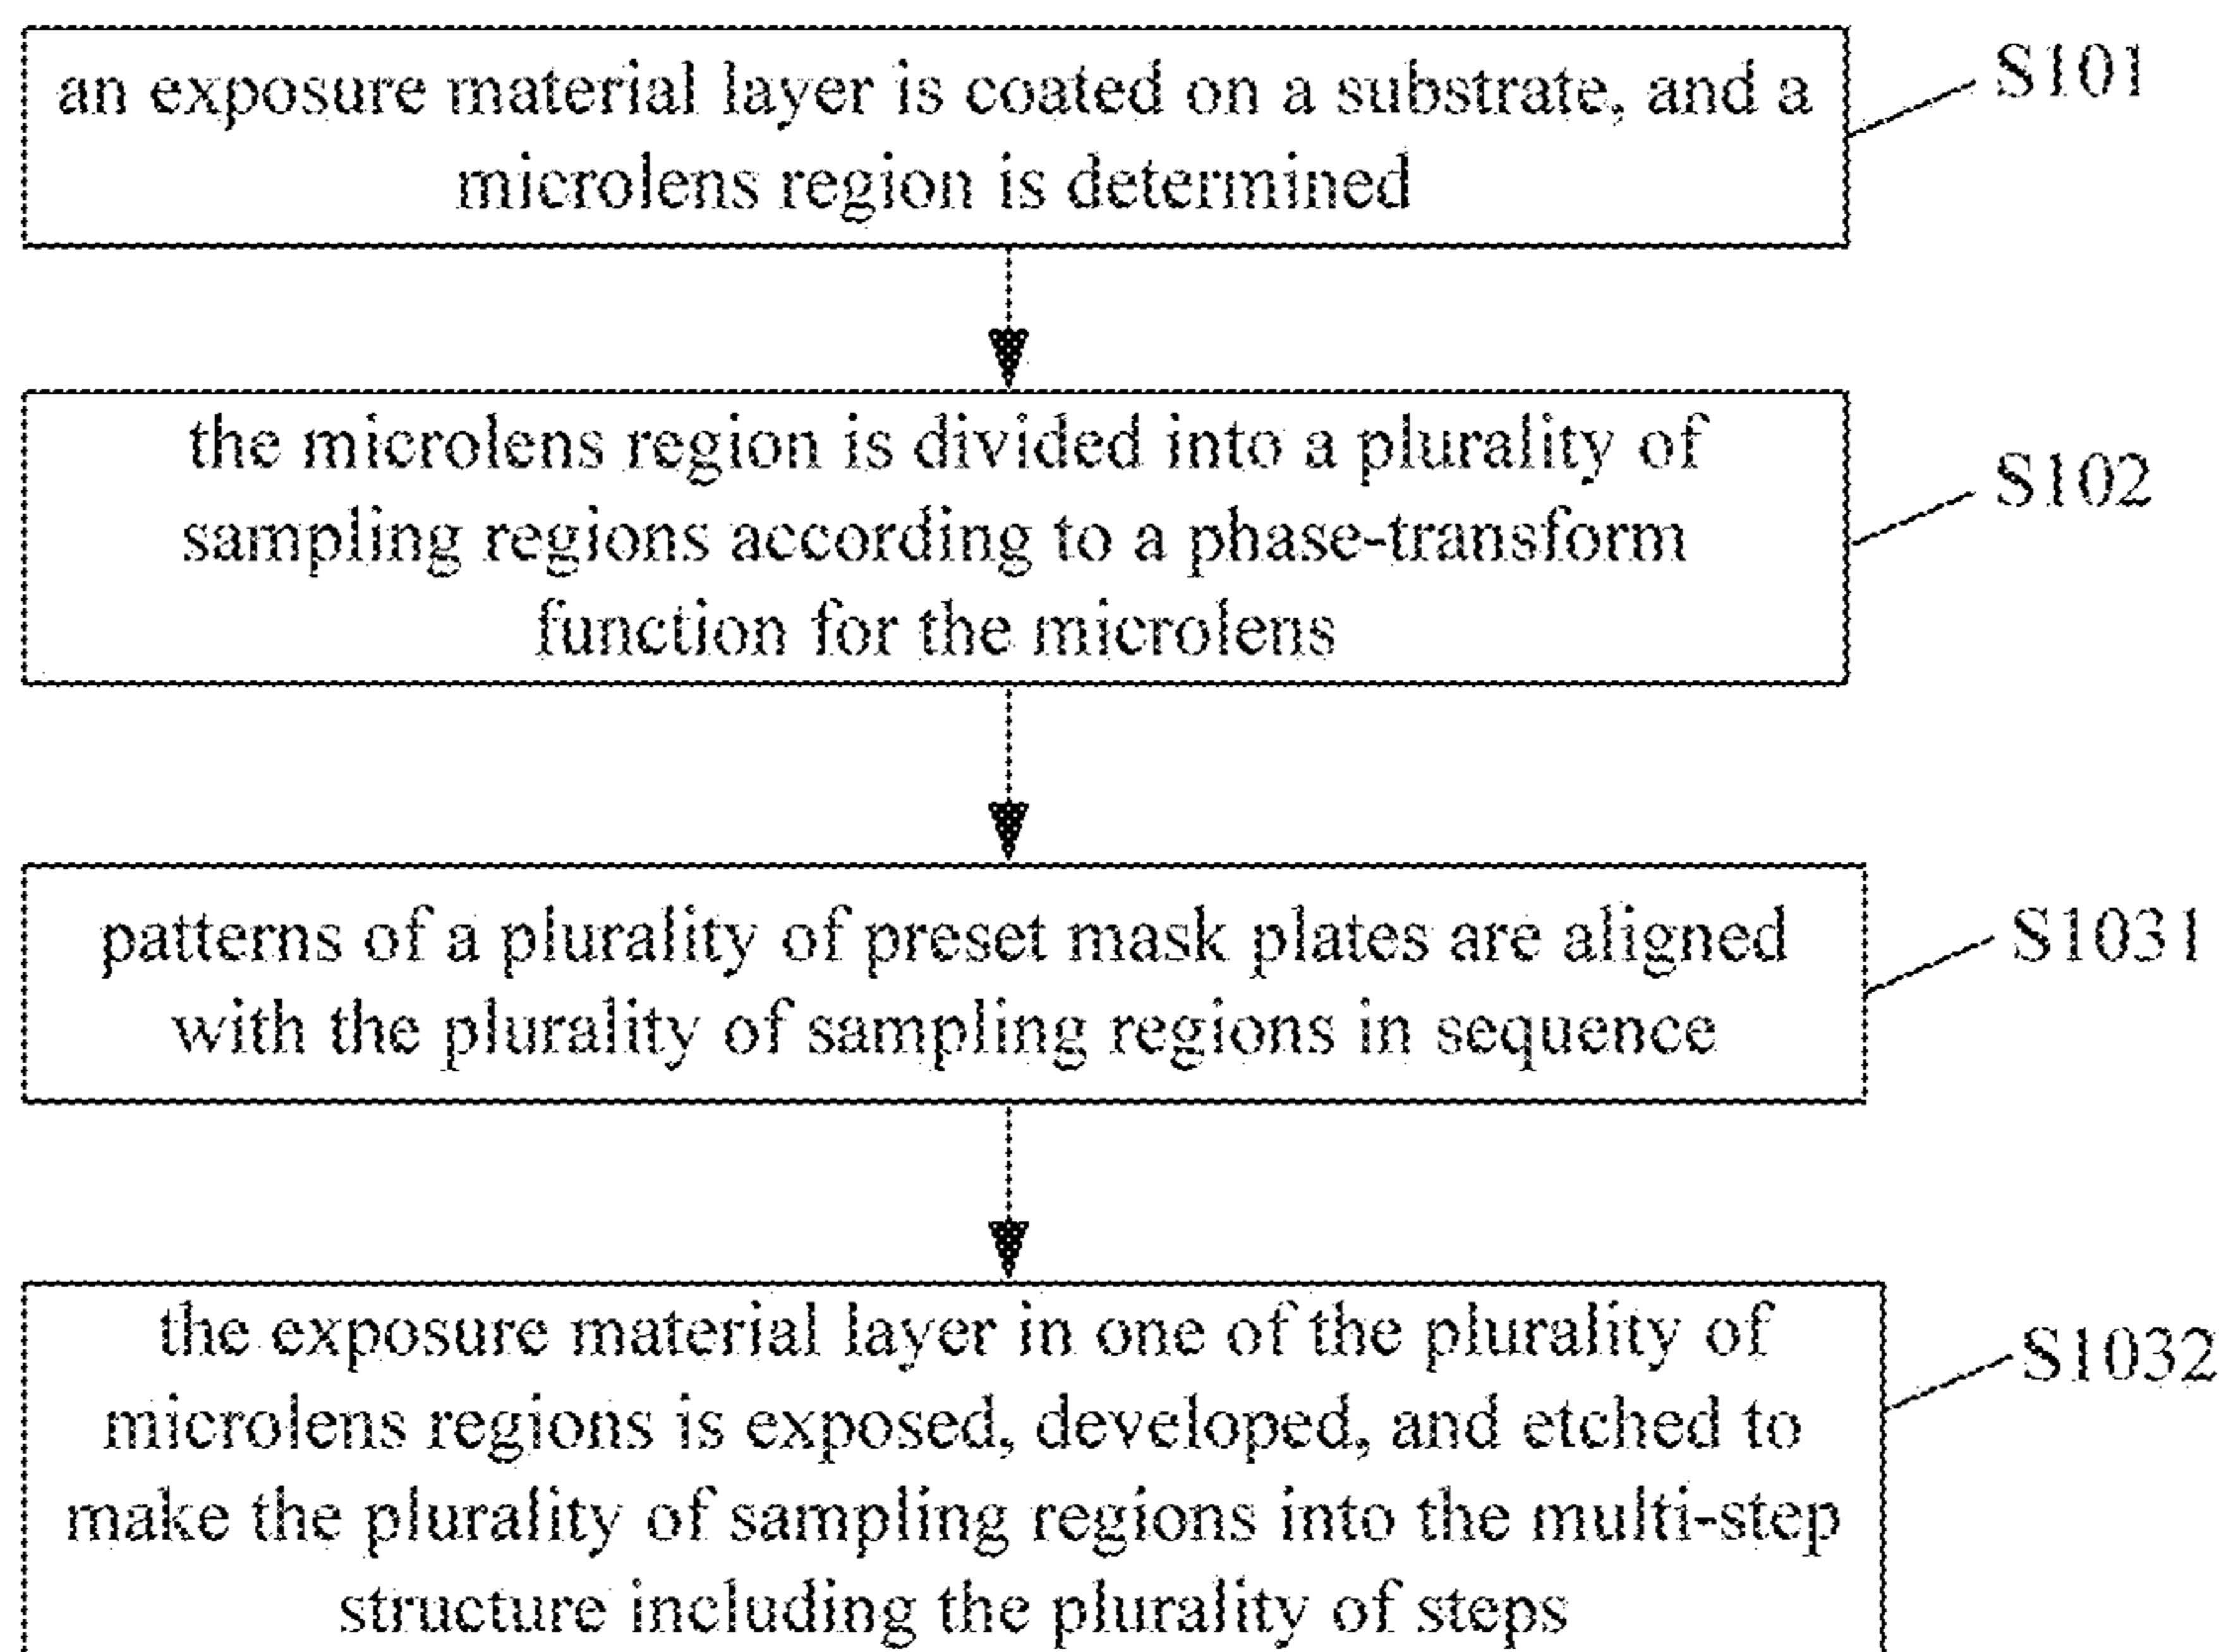 an exposure material layer is coated on a substrate, and a
microlens region is determined
S101
the microlens region is divided into a plurality of
sampling regions according to a phase-transform
function for the microlens
S102
patterns of a plurality of preset mask plates are aligned
with the plurality of sampling regions in sequence
S1031
the exposure material layer in one of the plurality of
microlens regions is exposed, developed, and etched to
make the plurality of sampling regions into the multi-step
structure including the plurality of steps
S1032